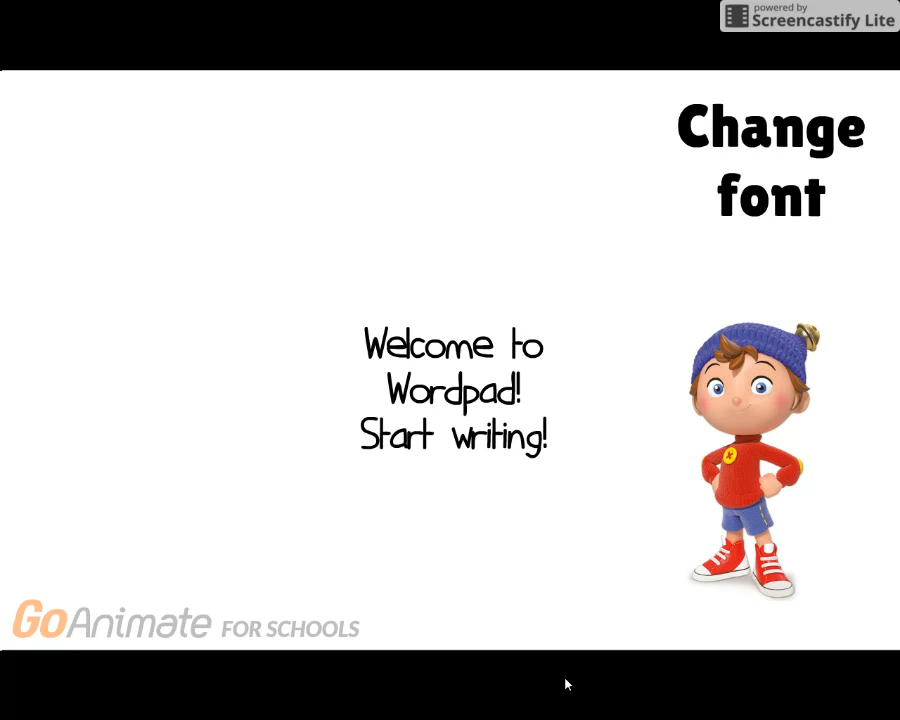 powered by
Screencastify Lite
Change
font
Welcome to
Wordpad!
Start writing!
GoAnimate FOR SCHOOLS